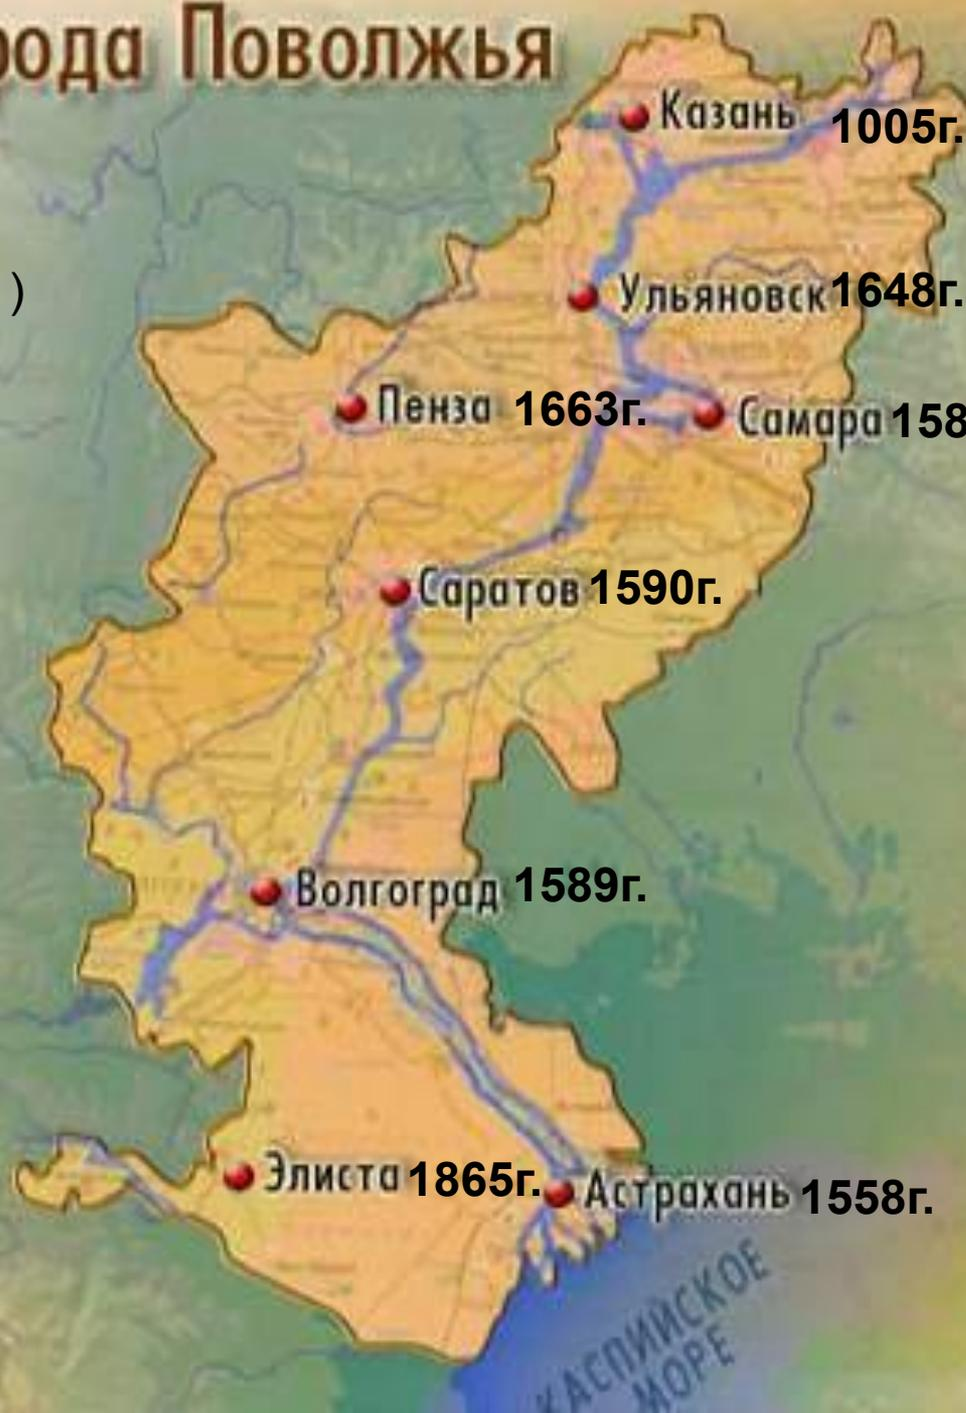 рода Поволжья
Казань 1005г.
)
Ульяновск 1648г.
Пенза 1663г.
Самара 158
Саратов 1590г.
Волгоград 1589г.
Элиста 1865г.
Астрахань 1558г.
КАСПИЙСКОЕ
МОРЕ